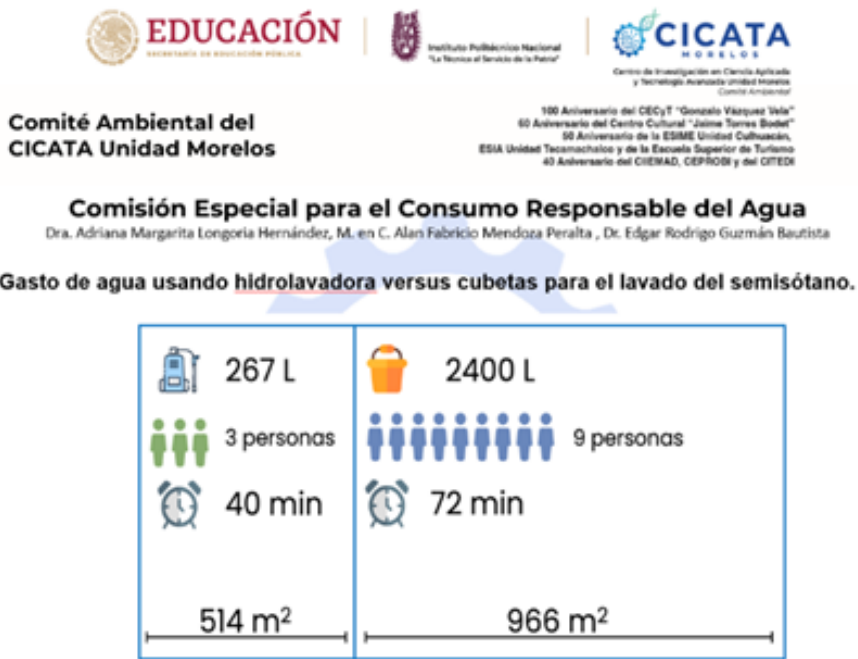 EDUCACIÓN
SECRETARÍA DE EDUCACIÓN PÚBLICA
Instituto Politécnico Nacional
"La Técnica al Servicio de la Patria"
CICATA
MORELOS
Centro de Investigación en Ciencia Aplicada
y Tecnología Avanzada Unidad Morelos
Comité Ambiental
Comité Ambiental del
CICATA Unidad Morelos
100 Aniversario del CECyT "Gonzalo Vázquez Vela"
60 Aniversario del Centro Cultural "Jaime Torres Bodet"
50 Aniversario de la ESIME Unidad Culhuacán,
ESIA Unidad Tecamachalco y de la Escuela Superior de Turismo
40 Aniversario del CIIEMAD, CEPROBI y del CITEDI
Comisión Especial para el Consumo Responsable del Agua
Dra. Adriana Margarita Longoria Hernández, M. en C. Alan Fabricio Mendoza Peralta , Dr. Edgar Rodrigo Guzmán Bautista
Gasto de agua usando hidrolavadora versus cubetas para el lavado del semisótano.
267 L
3 personas
40 min
514 m²
2400 L
9 personas
72 min
966 m²